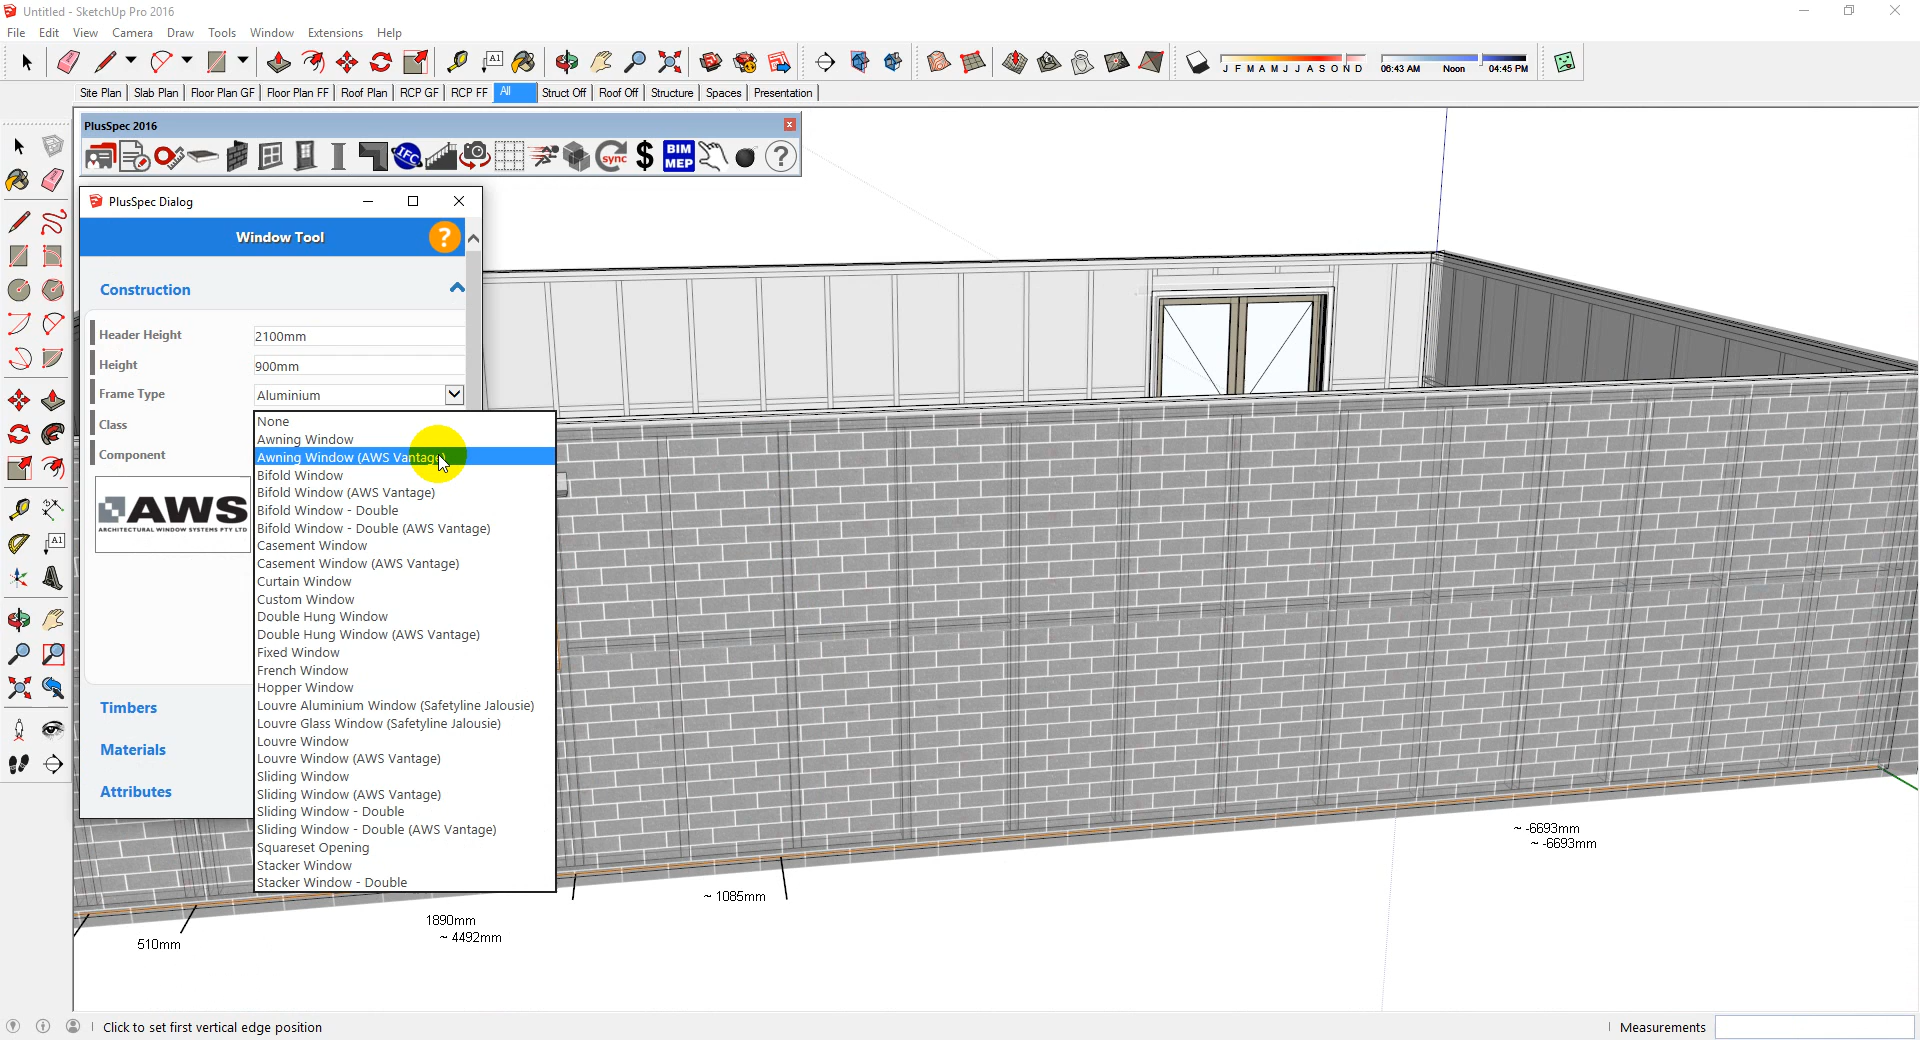 Untitled - SketchUp Pro 2016
File Edit View Camera Draw Tools Window Extensions Help
A1
J F M A M J J A S O N D
06:43 AM Noon 04:45 PM
Site Plan Slab Plan Floor Plan GF Floor Plan FF Roof Plan RCP GF RCP FF All Struct Off Roof Off Structure Spaces Presentation
PlusSpec 2016
IFC sync $ BIM MEP ?
PlusSpec Dialog
Window Tool ?
Construction
Header Height 2100mm
Height 900mm
Frame Type Aluminium
Class
Component
AWS
ARCHITECTURAL WINDOW SYSTEMS PTY LTD
None
Awning Window
Awning Window (AWS Vantage)
Bifold Window
Bifold Window (AWS Vantage)
Bifold Window - Double
Bifold Window - Double (AWS Vantage)
Casement Window
Casement Window (AWS Vantage)
Curtain Window
Custom Window
Double Hung Window
Double Hung Window (AWS Vantage)
Fixed Window
French Window
Hopper Window
Louvre Aluminium Window (Safetyline Jalousie)
Louvre Glass Window (Safetyline Jalousie)
Louvre Window
Louvre Window (AWS Vantage)
Sliding Window
Sliding Window (AWS Vantage)
Sliding Window - Double
Sliding Window - Double (AWS Vantage)
Squareset Opening
Stacker Window
Stacker Window - Double
Timbers
Materials
Attributes
A1
510mm
1890mm
~ 4492mm
~ 1085mm
~ -6693mm
~ -6693mm
Click to set first vertical edge position
Measurements